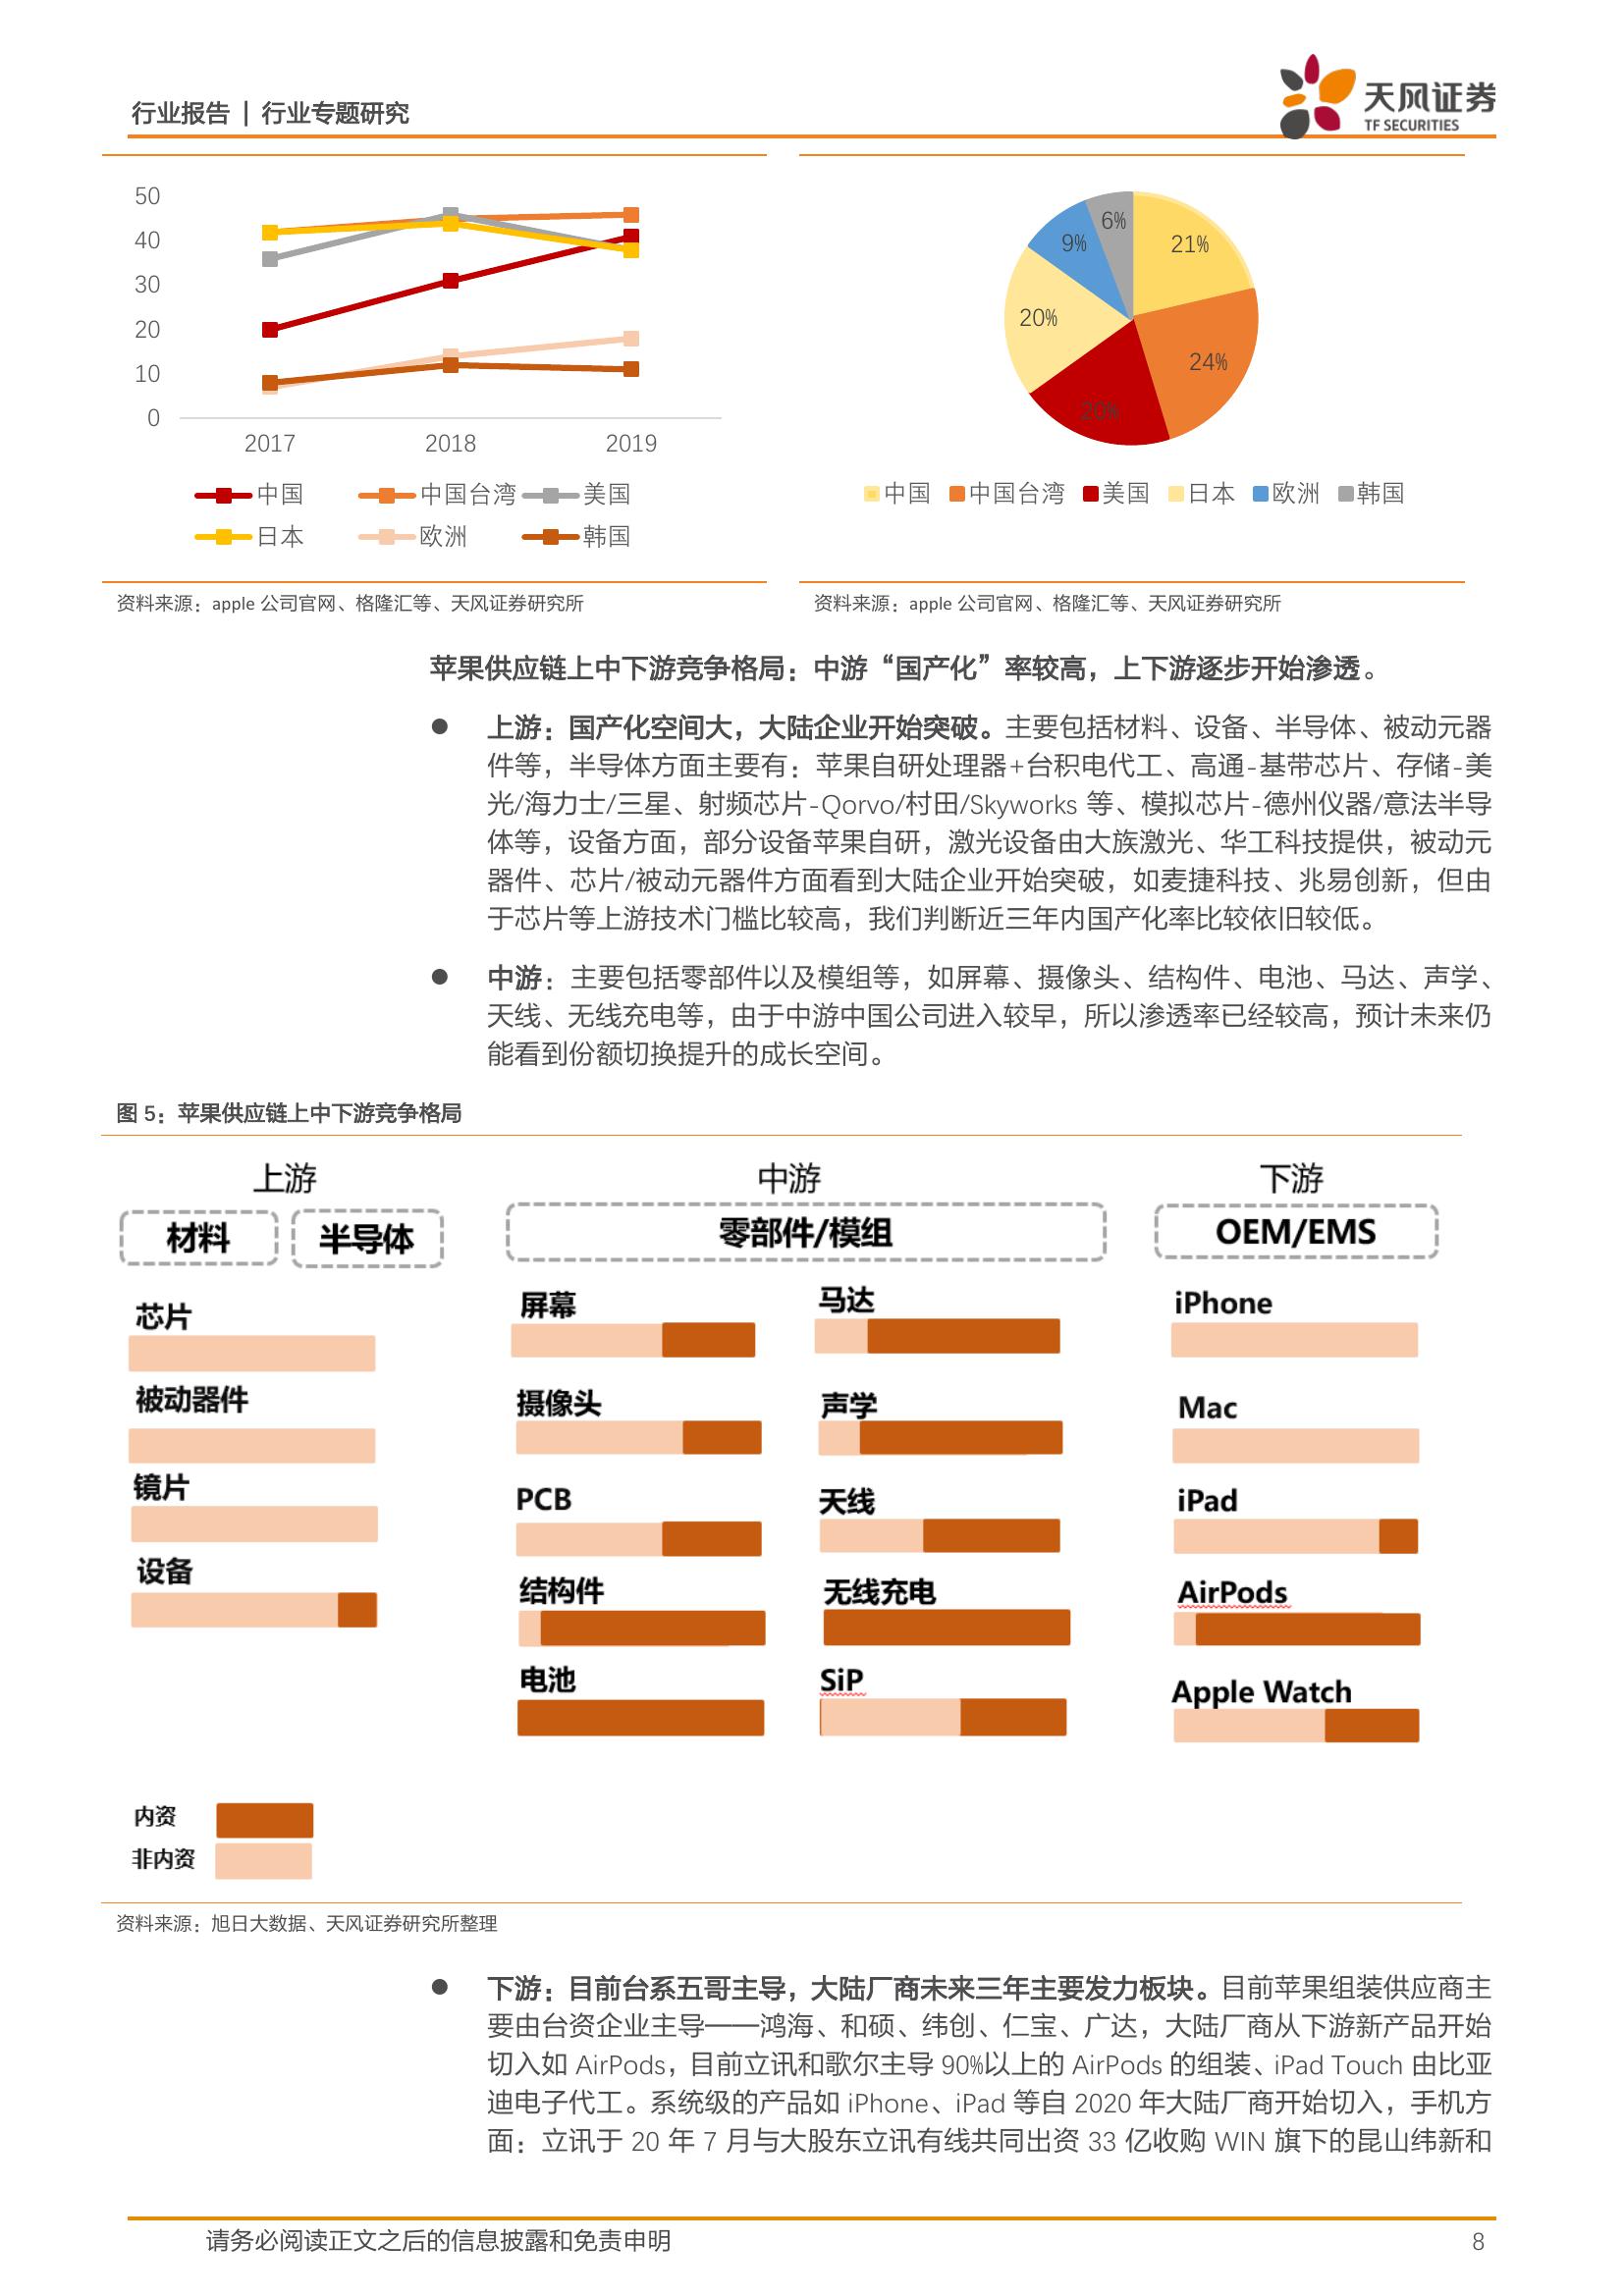 行业报告 | 行业专题研究
天风证券
TF SECURITIES
50
40
30
20
10
0
2017 2018 2019
中国 中国台湾 美国
日本 欧洲 韩国
21%
24%
20%
20%
9%
6%
中国 中国台湾 美国 日本 欧洲 韩国
资料来源：apple 公司官网、格隆汇等、天风证券研究所
资料来源：apple 公司官网、格隆汇等、天风证券研究所
苹果供应链上中下游竞争格局：中游“国产化”率较高，上下游逐步开始渗透。
● 上游：国产化空间大，大陆企业开始突破。主要包括材料、设备、半导体、被动元器
件等，半导体方面主要有：苹果自研处理器+台积电代工、高通-基带芯片、存储-美
光/海力士/三星、射频芯片-Qorvo/村田/Skyworks 等、模拟芯片-德州仪器/意法半导
体等，设备方面，部分设备苹果自研，激光设备由大族激光、华工科技提供，被动元
器件、芯片/被动元器件方面看到大陆企业开始突破，如麦捷科技、兆易创新，但由
于芯片等上游技术门槛比较高，我们判断近三年内国产化率比较依旧较低。
● 中游：主要包括零部件以及模组等，如屏幕、摄像头、结构件、电池、马达、声学、
天线、无线充电等，由于中游中国公司进入较早，所以渗透率已经较高，预计未来仍
能看到份额切换提升的成长空间。
图 5：苹果供应链上中下游竞争格局
上游
材料 半导体
芯片
被动器件
镜片
设备
中游
零部件/模组
屏幕
摄像头
PCB
结构件
电池
马达
声学
天线
无线充电
SiP
下游
OEM/EMS
iPhone
Mac
iPad
AirPods
Apple Watch
内资
非内资
资料来源：旭日大数据、天风证券研究所整理
● 下游：目前台系五哥主导，大陆厂商未来三年主要发力板块。目前苹果组装供应商主
要由台资企业主导——鸿海、和硕、纬创、仁宝、广达，大陆厂商从下游新产品开始
切入如 AirPods，目前立讯和歌尔主导 90%以上的 AirPods 的组装、iPad Touch 由比亚
迪电子代工。系统级的产品如 iPhone、iPad 等自 2020 年大陆厂商开始切入，手机方
面：立讯于 20 年 7 月与大股东立讯有线共同出资 33 亿收购 WIN 旗下的昆山纬新和
请务必阅读正文之后的信息披露和免责申明
8